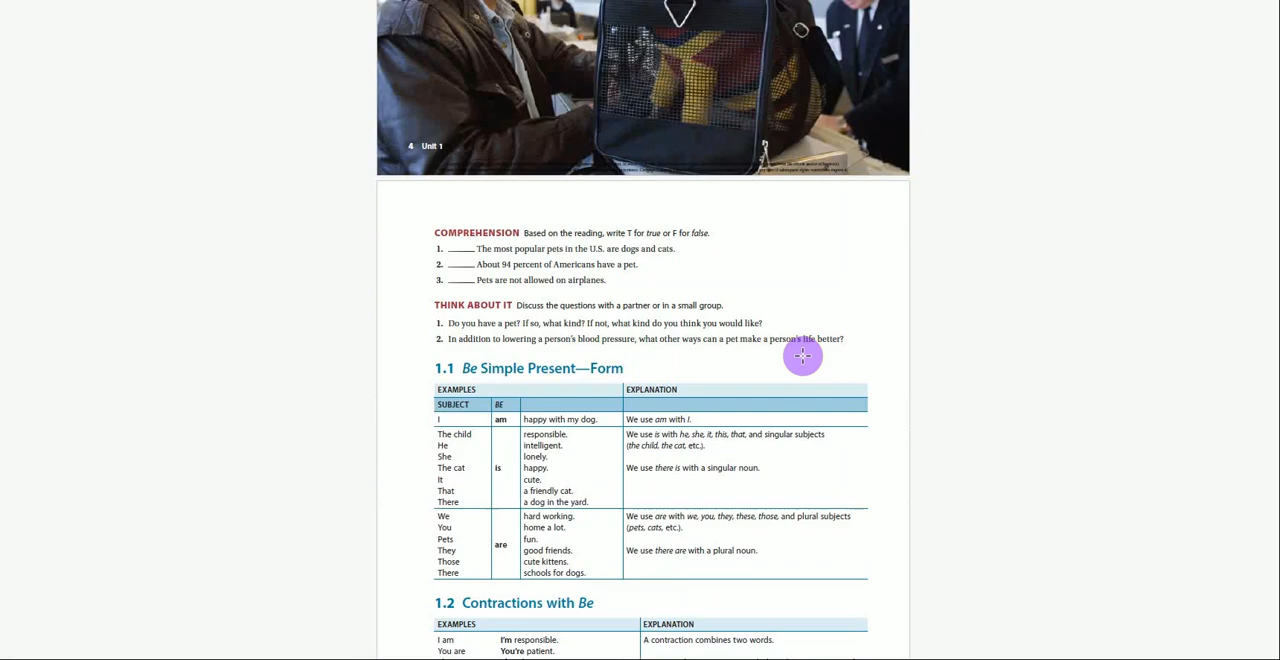 4 Unit 1
COMPREHENSION Based on the reading, write T for true or F for false.
1. ______ The most popular pets in the U.S. are dogs and cats.
2. ______ About 94 percent of Americans have a pet.
3. ______ Pets are not allowed on airplanes.
THINK ABOUT IT Discuss the questions with a partner or in a small group.
1. Do you have a pet? If so, what kind? If not, what kind do you think you would like?
2. In addition to lowering a person's blood pressure, what other ways can a pet make a person's life better?
1.1 Be Simple Present—Form
EXAMPLES EXPLANATION
SUBJECT BE
I am happy with my dog. We use am with I.
The child responsible. We use is with he, she, it, this, that, and singular subjects
He intelligent. (the child, the cat, etc.).
She lonely.
The cat is happy. We use there is with a singular noun.
It cute.
That a friendly cat.
There a dog in the yard.
We hard working. We use are with we, you, they, these, those, and plural subjects
You home a lot. (pets, cats, etc.).
Pets fun.
They are good friends. We use there are with a plural noun.
Those cute kittens.
There schools for dogs.
1.2 Contractions with Be
EXAMPLES EXPLANATION
I am I'm responsible. A contraction combines two words.
You are You're patient.